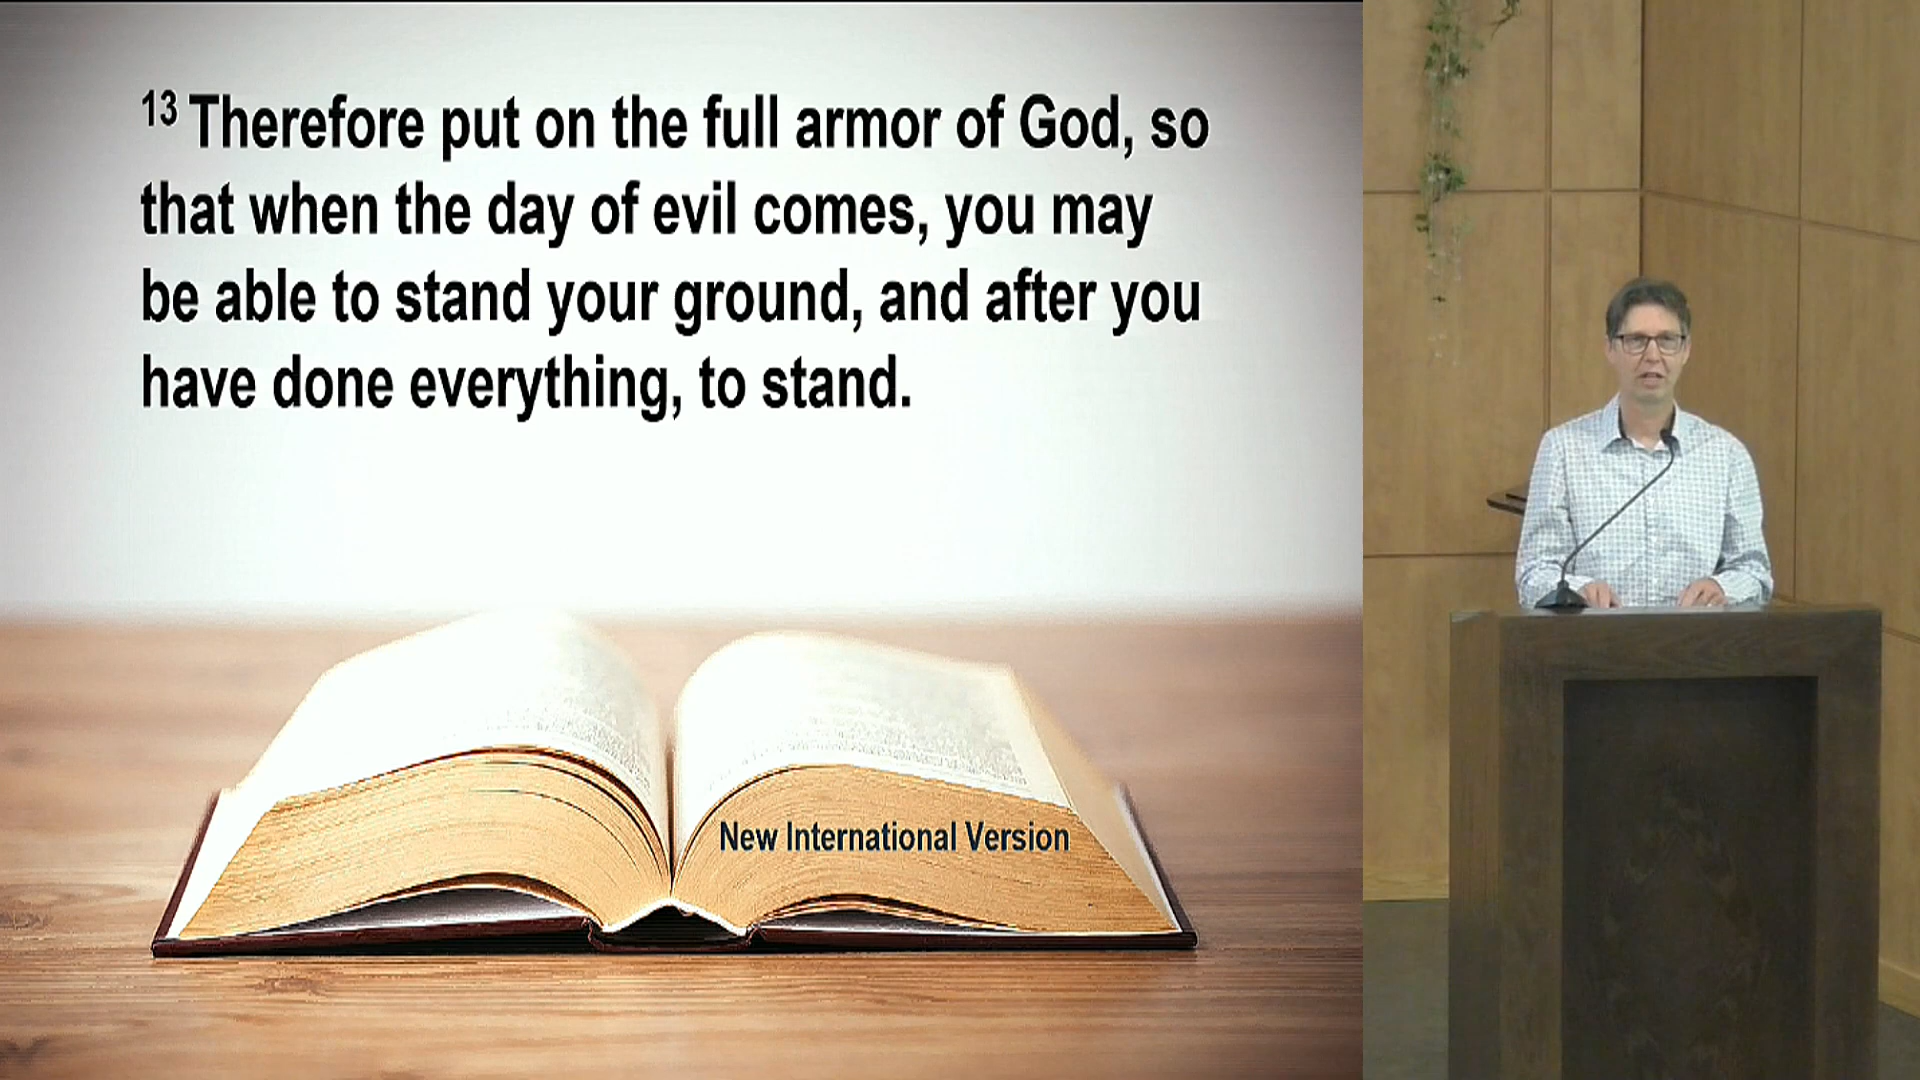 13 Therefore put on the full armor of God, so
that when the day of evil comes, you may
be able to stand your ground, and after you
have done everything, to stand.
New International Version